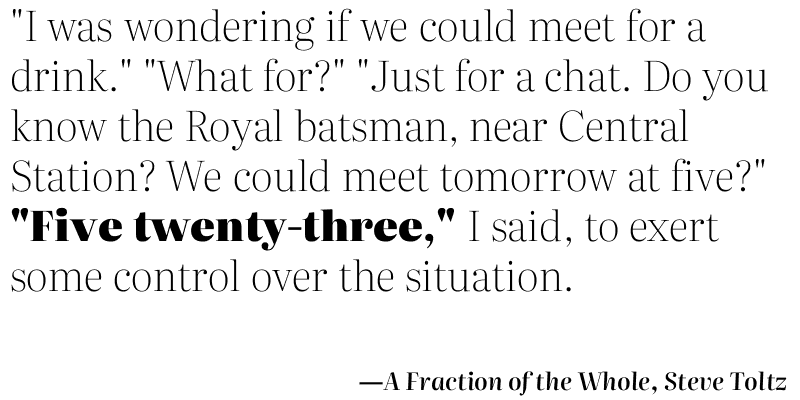 "I was wondering if we could meet for a
drink." "What for?" "Just for a chat. Do you
know the Royal batsman, near Central
Station? We could meet tomorrow at five?"
"Five twenty-three," I said, to exert
some control over the situation.
—A Fraction of the Whole, Steve Toltz